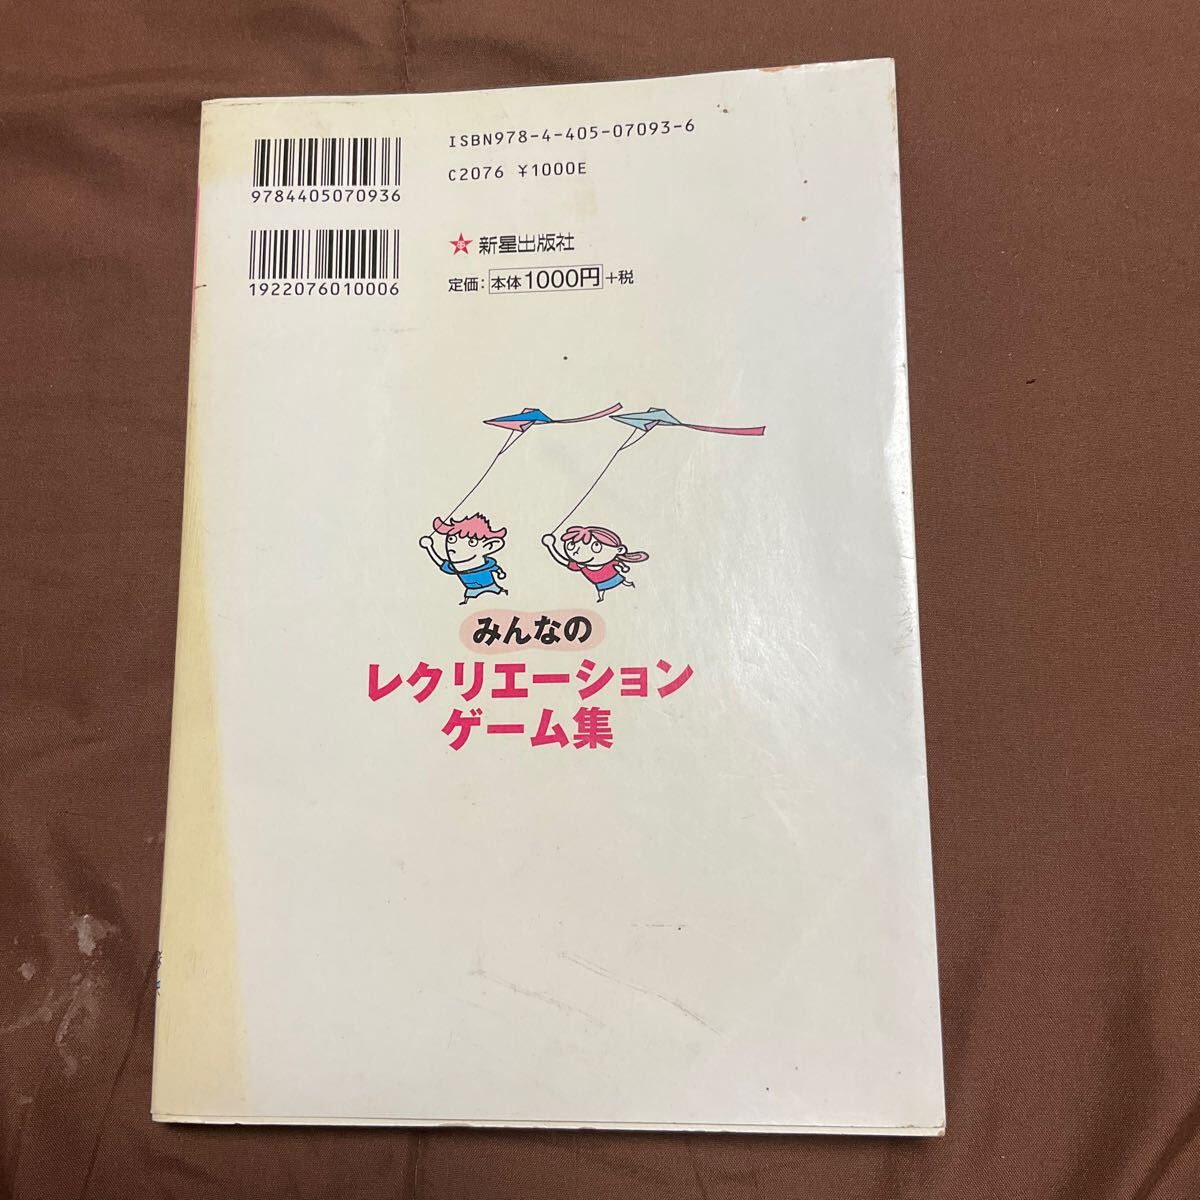 ISBN978-4-405-07093-6
C2076 ¥1000E
9784405070936
新星出版社
定価：本体1000円+税
1922076010006
みんなの
レクリエーション
ゲーム集